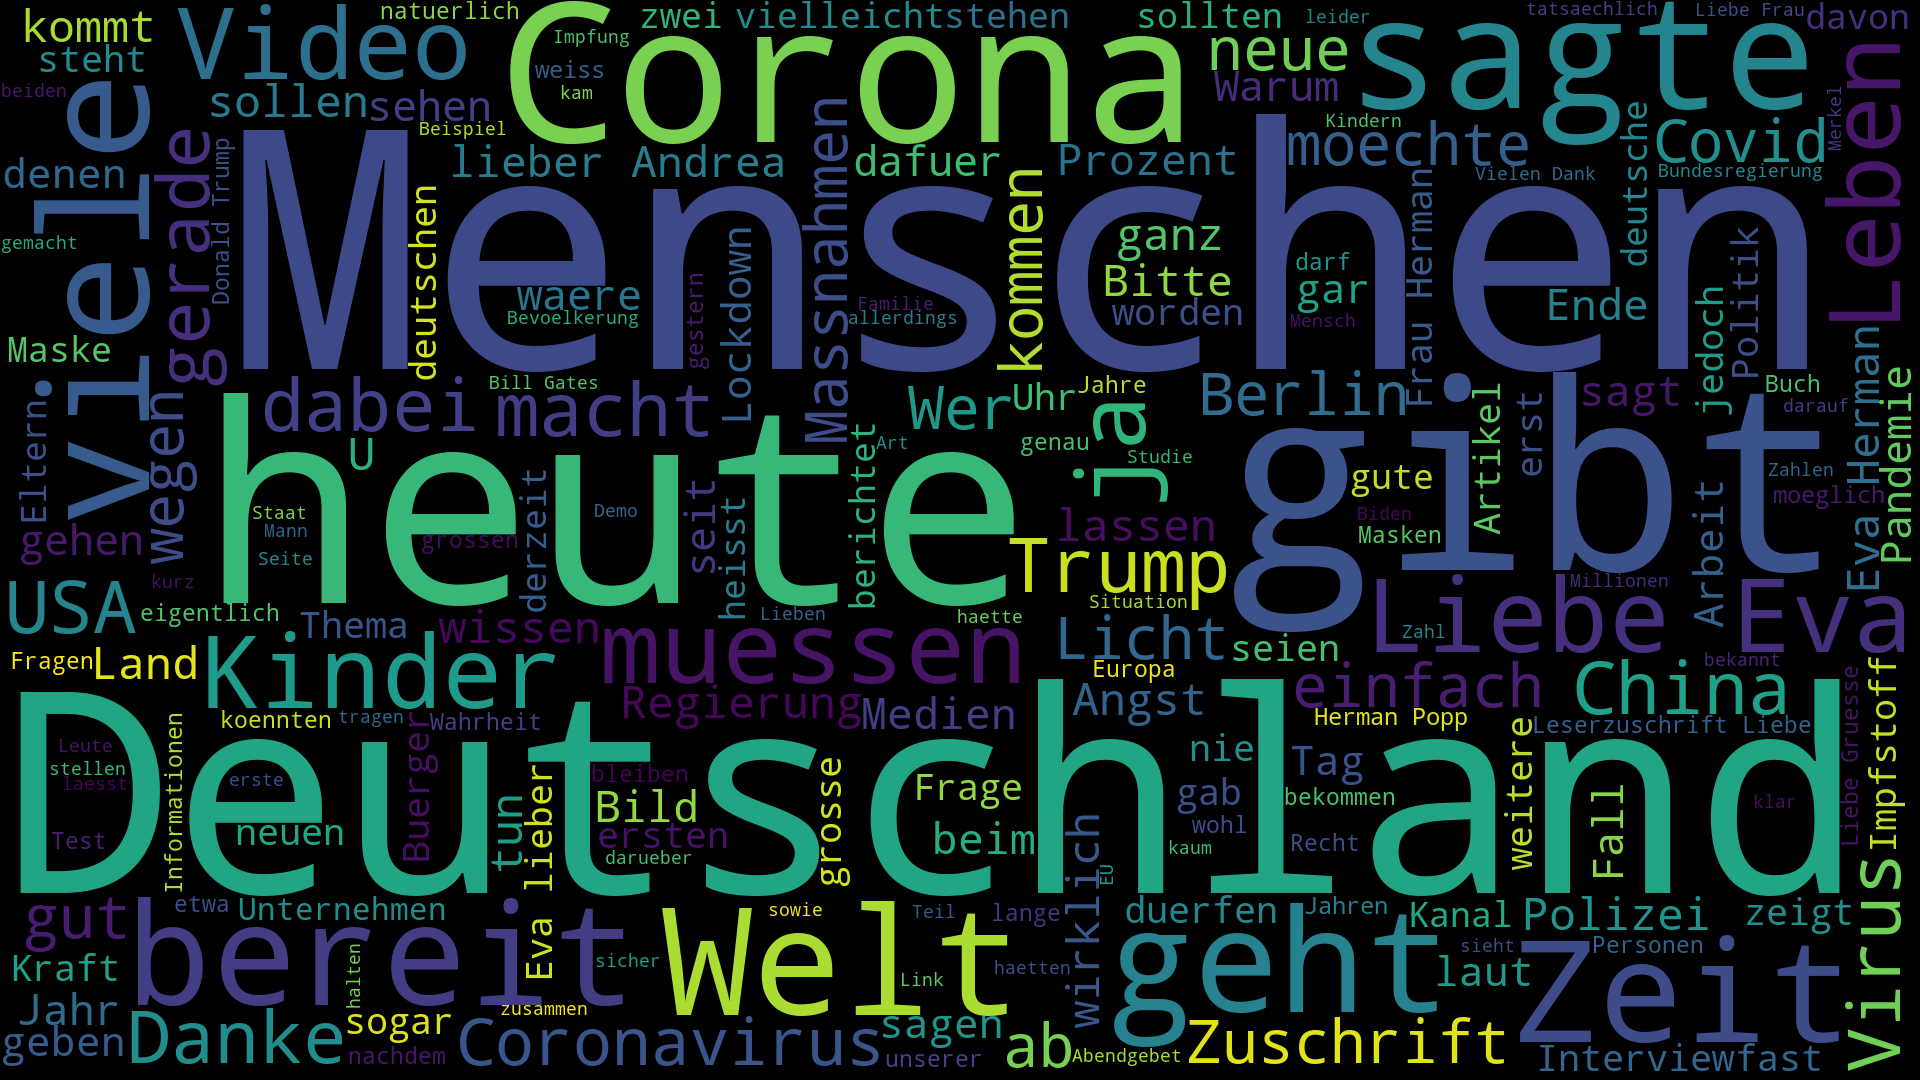 kommt
Video
natuerlich
Corona
Impfung
weiss
kam
zwei
vielleicht
stehen
sollten
leider
neue
Warum
sagte
tatsaechlich
Liebe Frau
davon
steht
beiden
viele
sollen
sehen
Beispiel
Kindern
moechte
deutsche
Covid
Merkel
Leben
denen
gerade
Donald Trump
Menschen
lieber
Andrea
Massnahmen
dafuer
Prozent
Vielen Dank
Bundesregierung
gemacht
deutschen
waere
Bevoelkerung
gestern
Lockdown
Familie
allerdings
kommen
ganz
Bitte
worden
darf
gar
Mensch
Frau Herman
Ende
Politik
jedoch
Maske
Eltern
wegen
dabei
Bill Gates
macht
Wer
Uhr
Jahre
ja
Berlin
Artikel
erst
sagt
Buch
darauf
Eva Herman
Pandemie
U
heute
Art
genau
Studie
gibt
gute
Zahlen
moeglich
gehen
Staat
Mann
Seite
grossen
derzeit
Demo
seit
heisst
berichtet
lassen
Biden
Masken
Arbeit
USA
kurz
eigentlich
Thema
wissen
Lieben
haette
Trump
Situation
Millionen
Fragen
Land
Kinder
muessen
Licht
seien
Zahl
Liebe
Eva
Regierung
Medien
Europa
Angst
einfach
bekannt
China
Liebe Gruesse
Impfstoff
koennten
tragen
Wahrheit
Herman Popp
Leserzuschrift Liebe
Deutschland
Leute
stellen
laesst
Test
Informationen
erste
neuen
Buerger
tun
Eva lieber
bleiben
Bild
ersten
darueber
grosse
Frage
beim
nie
gab
wohl
kaum
EU
wirklich
Tag
bekommen
Recht
weitere
Fall
klar
Virus
gut
bereit
etwa
Unternehmen
halten
sicher
zusammen
Welt
sowie
Teil
lange
Link
haetten
duerfen
geht
Jahren
Kanal
Polizei
zeigt
sieht
Personen
laut
Zeit
Kraft
Jahr
geben
Danke
sogar
nachdem
Coronavirus
sagen
unserer
ab
Abendgebet
Zuschrift
Interviewfast